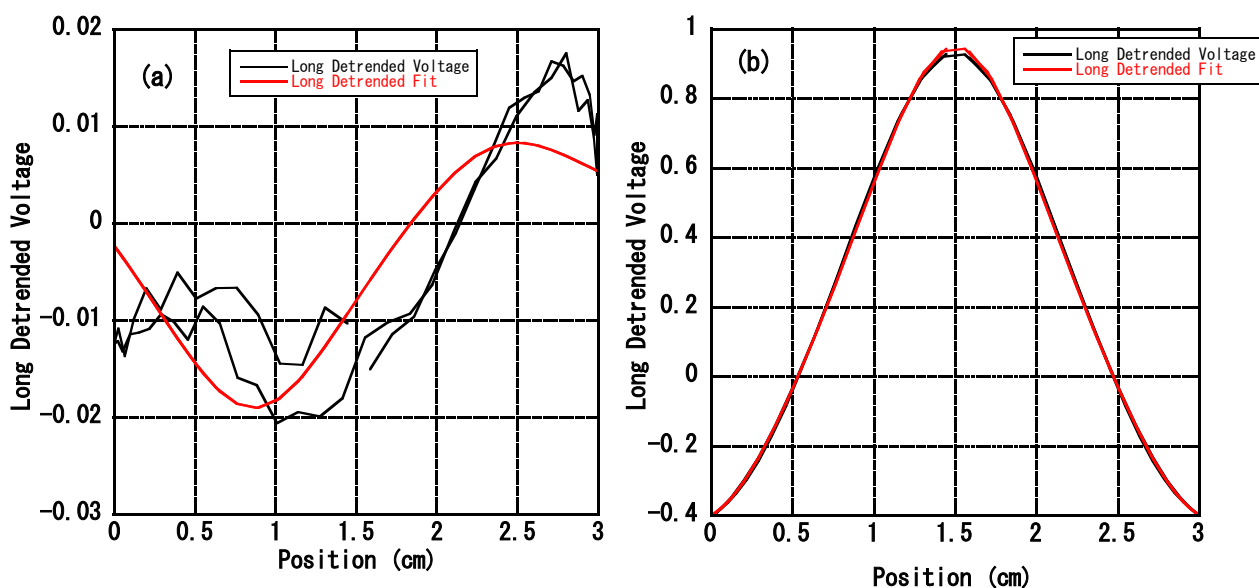 (a)
Long Detrended Voltage
Long Detrended Fit
Long Detrended Voltage
0.02
0.01
0
-0.01
-0.02
-0.03
0 0.5 1 1.5 2 2.5 3
Position (cm)
(b)
Long Detrended Voltage
Long Detrended Fit
Long Detrended Voltage
1
0.8
0.6
0.4
0.2
0
-0.2
-0.4
0 0.5 1 1.5 2 2.5 3
Position (cm)